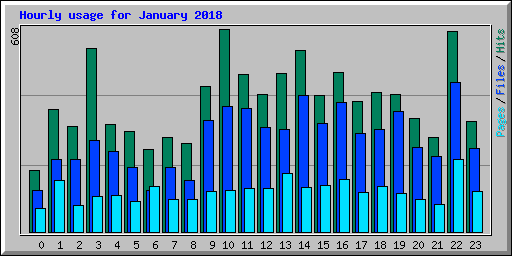 Hourly usage for January 2018
608
Pages/Files/Hits
0 1 2 3 4 5 6 7 8 9 10 11 12 13 14 15 16 17 18 19 20 21 22 23